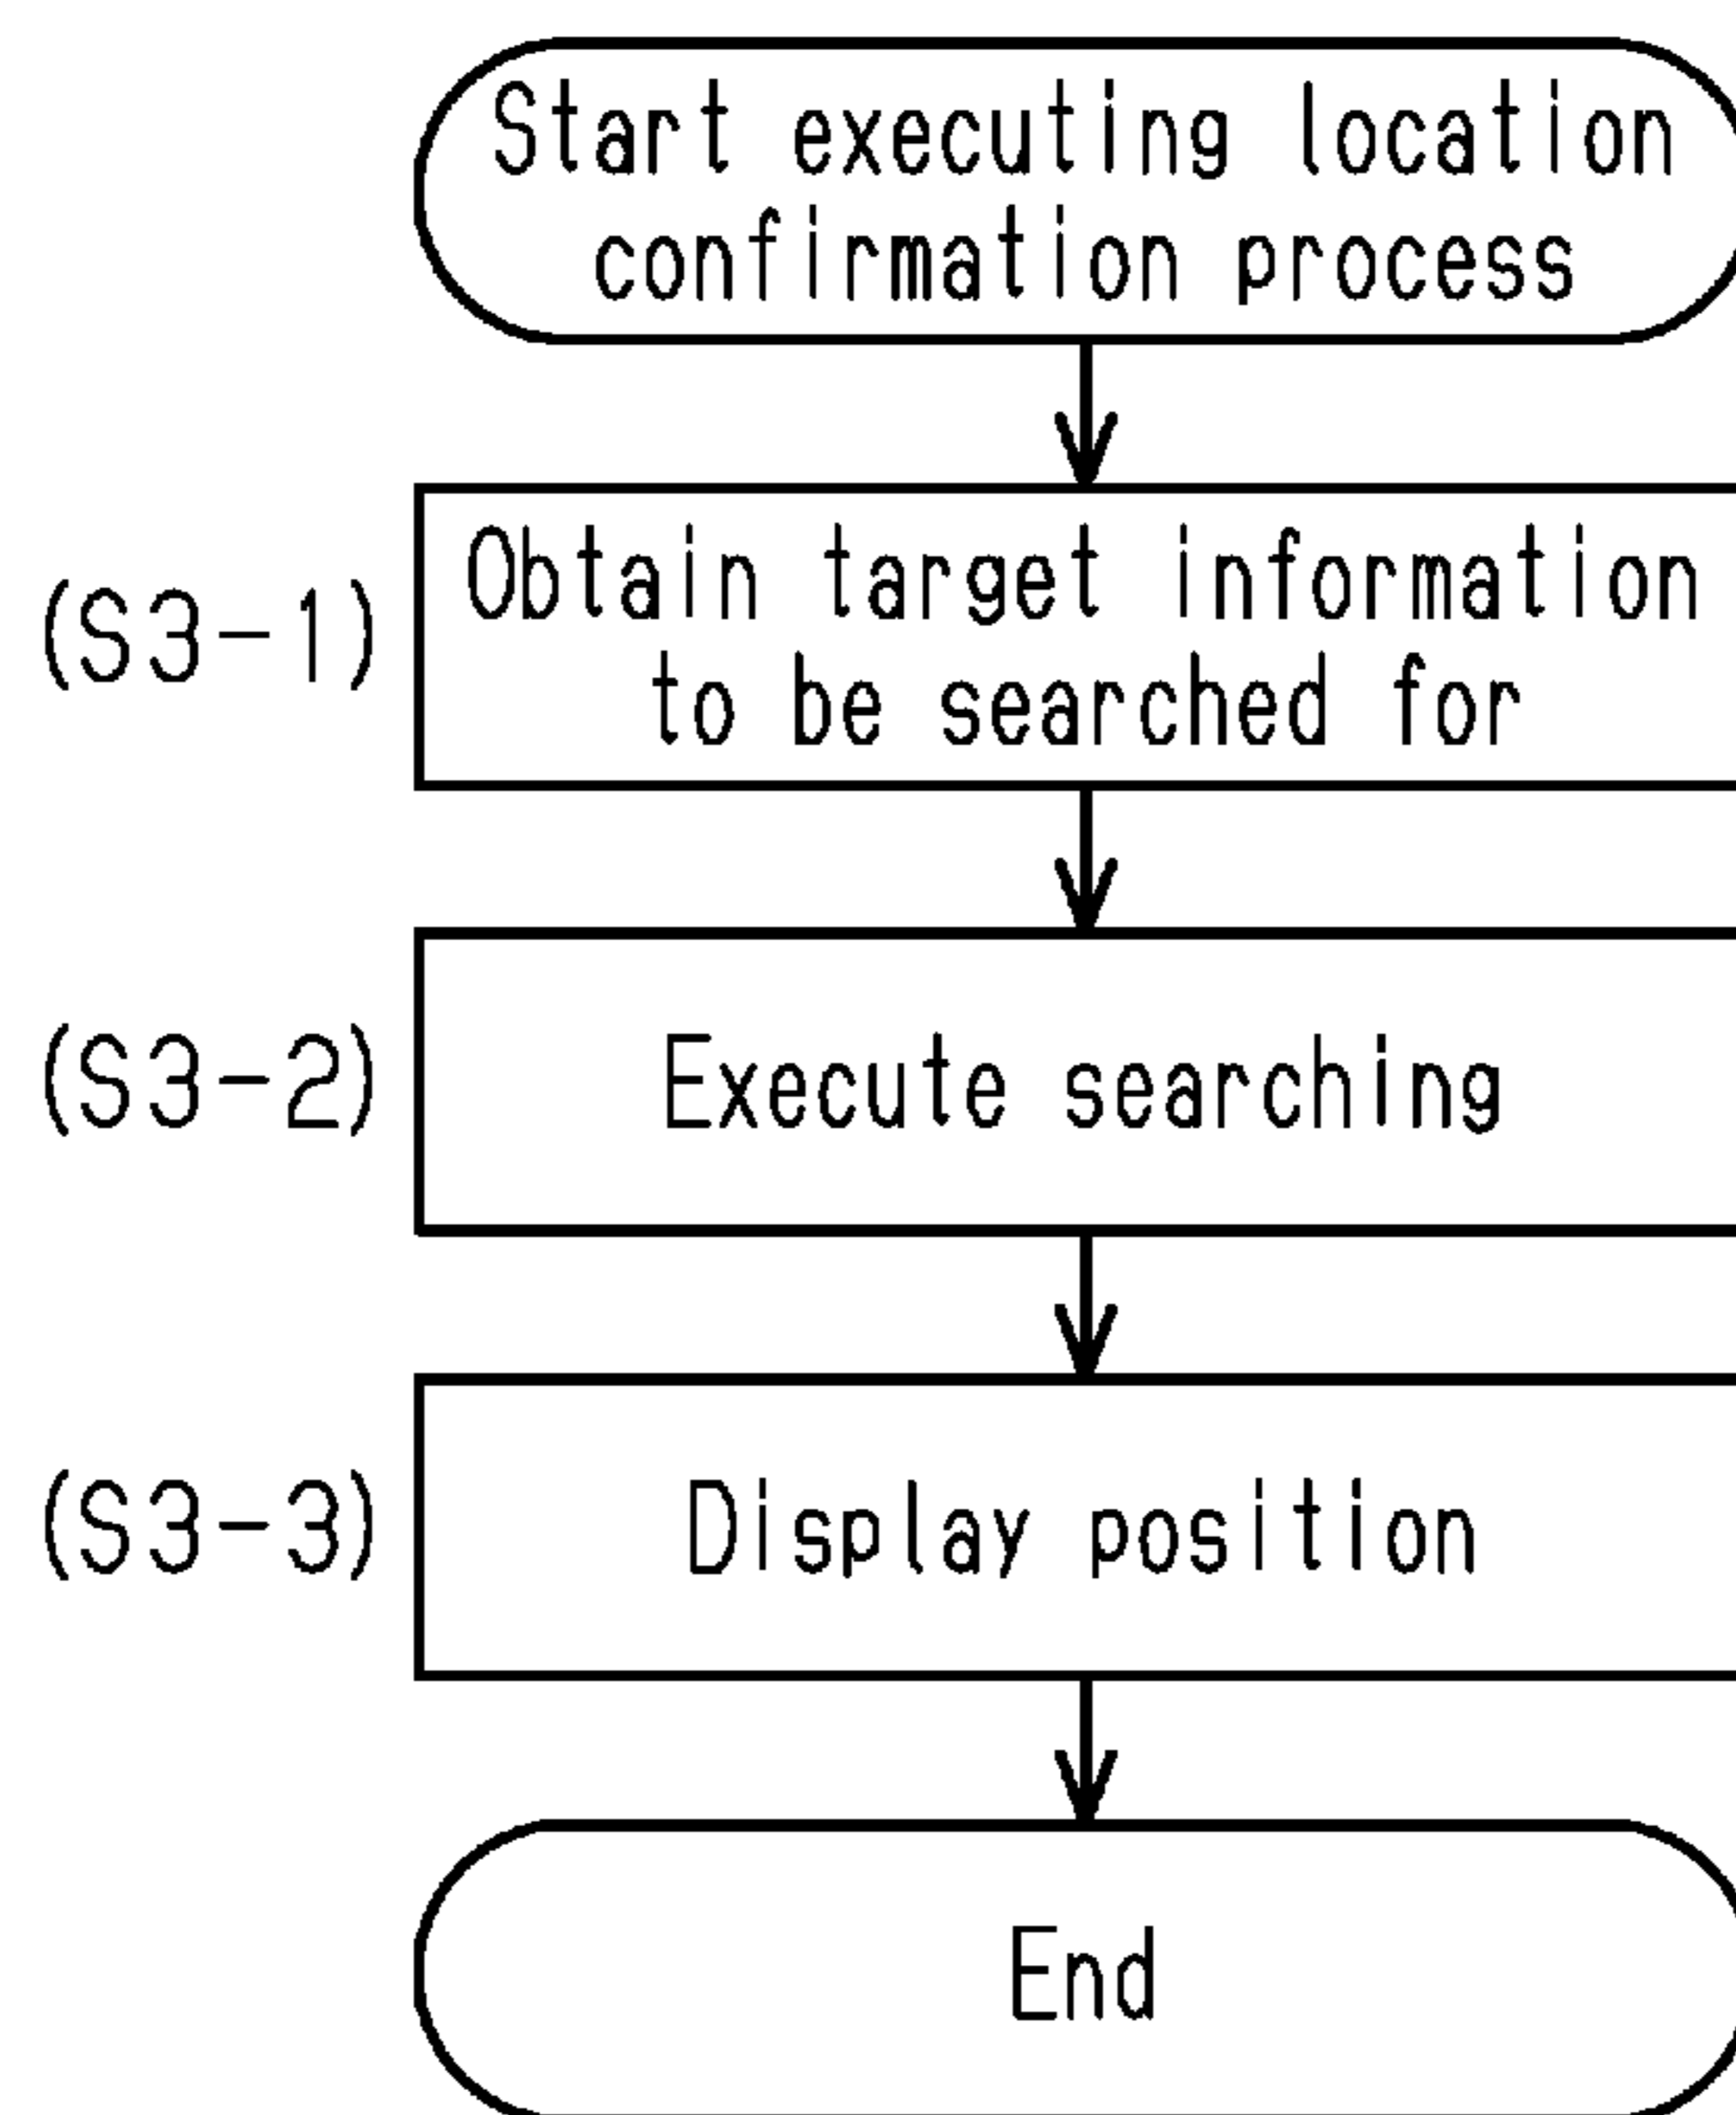 Start executing location
confirmation process
(S3-1)
Obtain target information
to be searched for
(S3-2)
Execute searching
(S3-3)
Display position
End